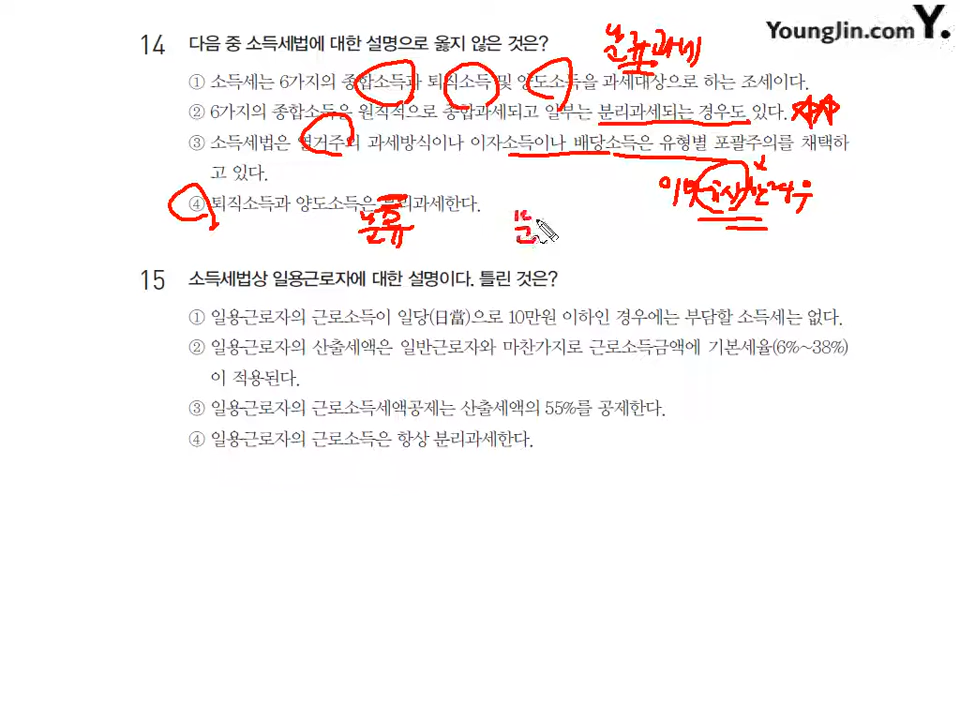 Younglin.com Y.
14 다음 중 소득세법에 대한 설명으로 옳지 않은 것은?
분류과세
① 소득세는 6가지의 종합소득과 퇴직소득 및 양도소득을 과세대상으로 하는 조세이다.
② 6가지의 종합소득은 원칙적으로 종합과세되고 일부는 분리과세되는 경우도 있다.
③ 소득세법은 열거주의 과세방식이나 이자소득이나 배당소득은 유형별 포괄주의를 채택하
고 있다.
④ 퇴직소득과 양도소득은 분리과세한다.
분류
분
15 소득세법상 일용근로자에 대한 설명이다. 틀린 것은?
① 일용근로자의 근로소득이 일당(日當)으로 10만원 이하인 경우에는 부담할 소득세는 없다.
② 일용근로자의 산출세액은 일반근로자와 마찬가지로 근로소득금액에 기본세율(6%~38%)
이 적용된다.
③ 일용근로자의 근로소득세액공제는 산출세액의 55%를 공제한다.
④ 일용근로자의 근로소득은 항상 분리과세한다.